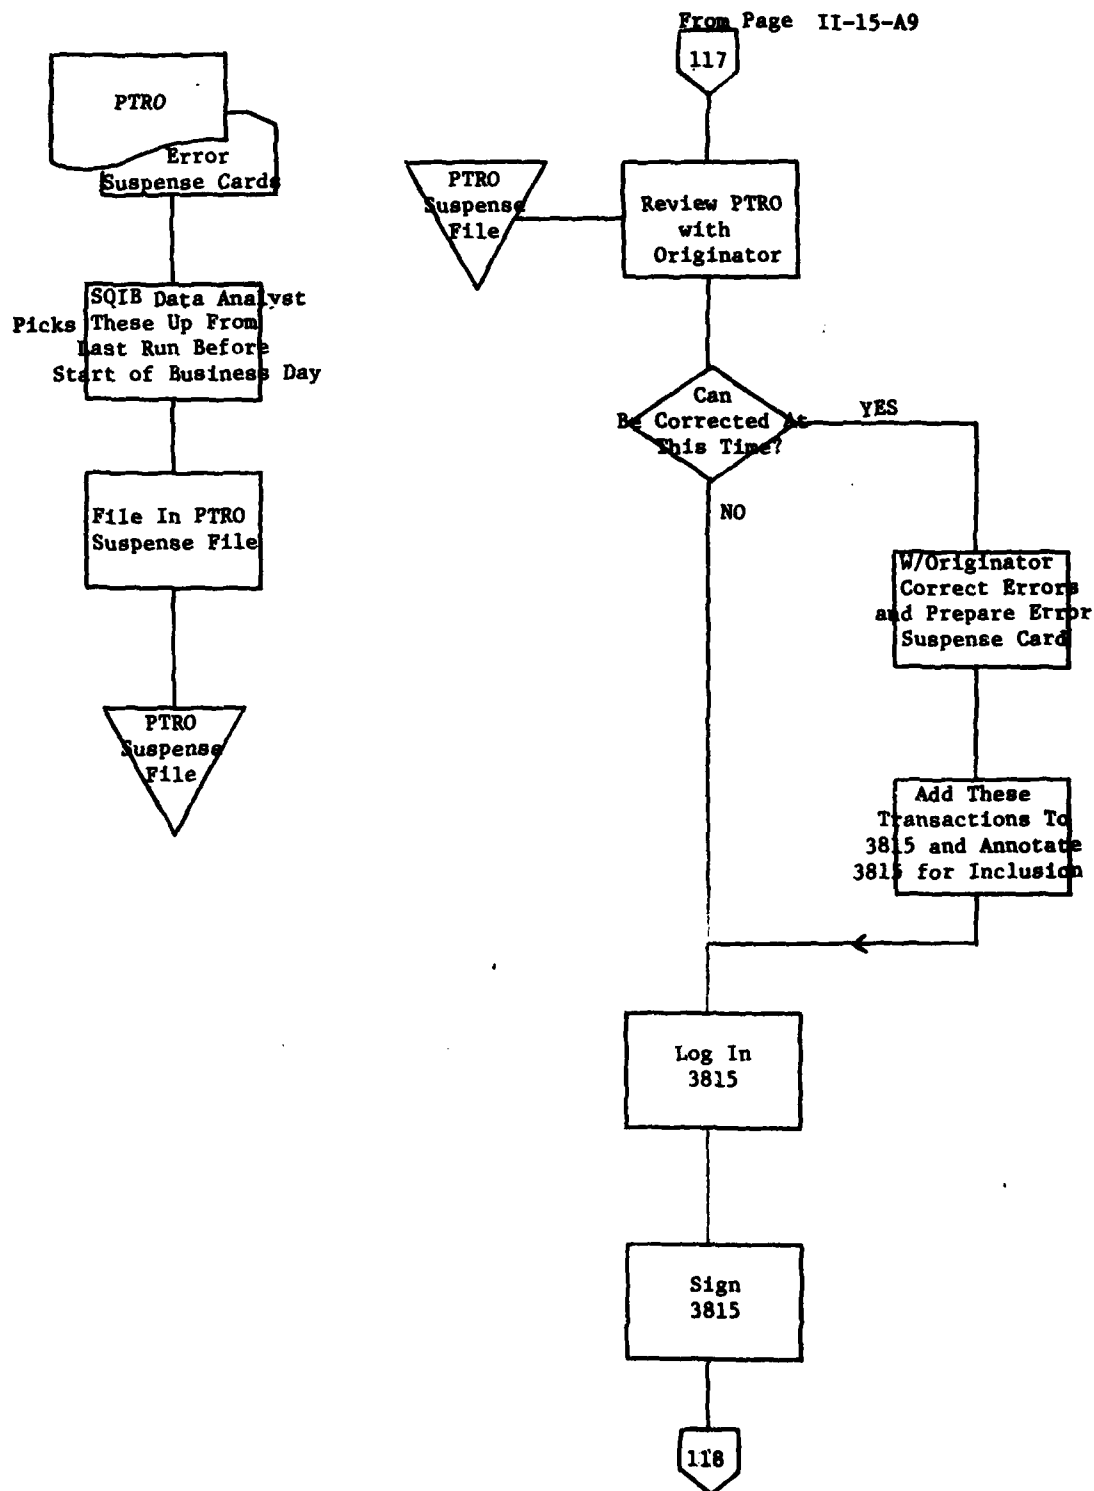 From Page II-15-A9
117
PTRO
Error
Suspense Cards
SQIB Data Analyst
Picks These Up From
Last Run Before
Start of Business Day
File In PTRO
Suspense File
PTRO
Suspense
File
PTRO
Suspense
File
Review PTRO
with
Originator
Can
Be Corrected At
This Time?
YES
NO
W/Originator
Correct Errors
and Prepare Error
Suspense Card
Add These
Transactions To
3815 and Annotate
3815 for Inclusion
Log In
3815
Sign
3815
118